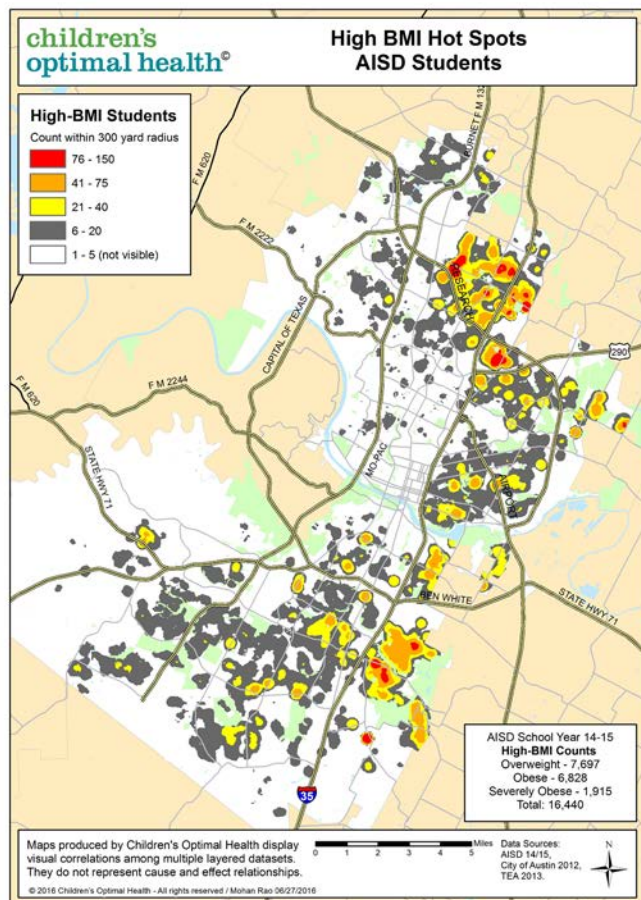 children's
optimal health©
High BMI Hot Spots
AISD Students
High-BMI Students
Count within 300 yard radius
76 - 150
41 - 75
21 - 40
6 - 20
1 - 5 (not visible)
F M 620
F M 2222
BURNET F M 132
RESEARCH
CAPITAL OF TEXAS
290
F M 620
F M 2244
STATE HWY 71
MO-PAC
AIRPORT
BEN WHITE
STATE HWY 71
35
AISD School Year 14-15
High-BMI Counts
Overweight - 7,697
Obese - 6,828
Severely Obese - 1,915
Total: 16,440
Maps produced by Children's Optimal Health display
visual correlations among multiple layered datasets.
They do not represent cause and effect relationships.
© 2016 Children's Optimal Health - All rights reserved / Mohan Rao 06/27/2016
0 1 2 3 4 5 Miles
Data Sources:
AISD 14/15,
City of Austin 2012,
TEA 2013.
N